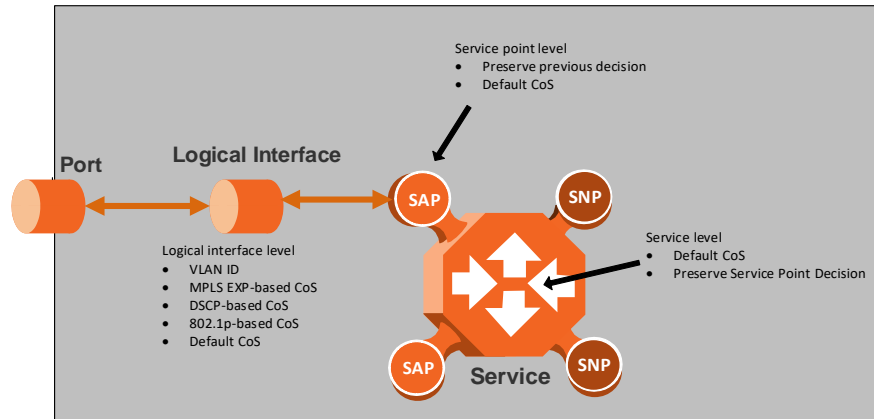 Service point level
• Preserve previous decision
• Default CoS
Port
Logical Interface
SAP
SNP
Logical interface level
• VLAN ID
• MPLS EXP-based CoS
• DSCP-based CoS
• 802.1p-based CoS
• Default CoS
Service level
• Default CoS
• Preserve Service Point Decision
SAP
Service
SNP